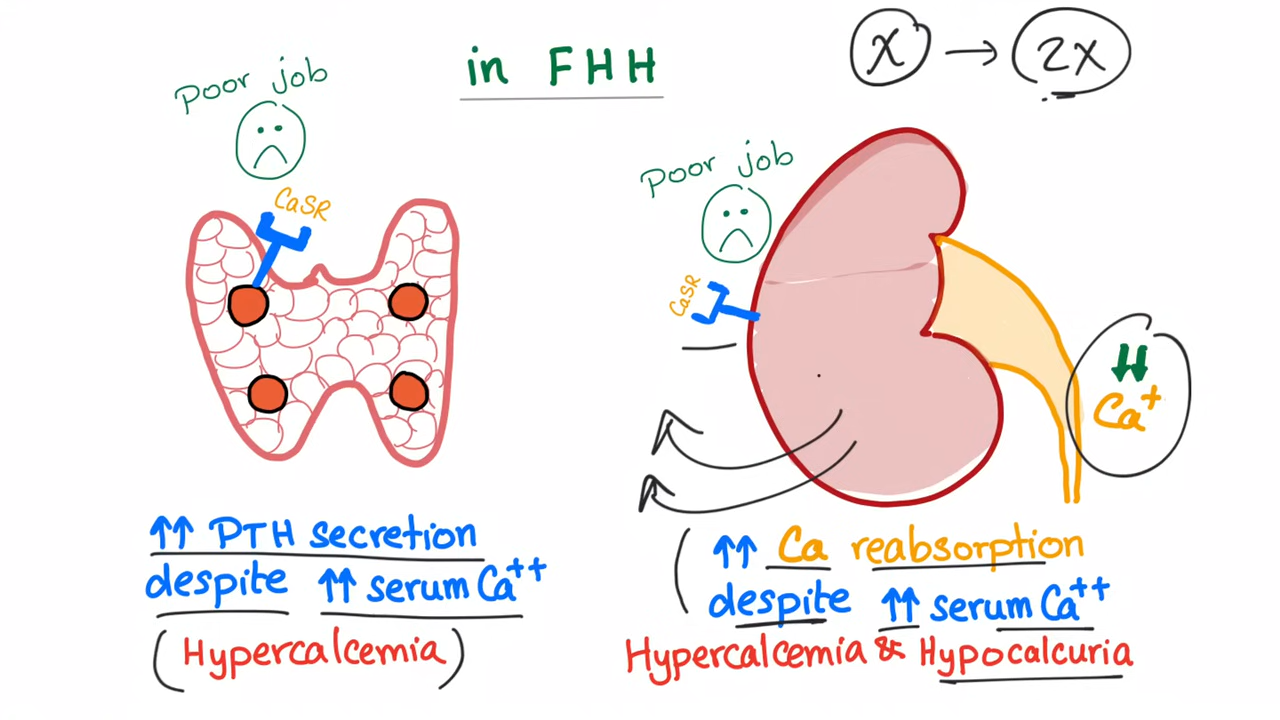 in FHH
x → 2x
Poor job
CaSR
Poor job
CaSR
↓↓
Ca+
↑↑ PTH secretion
despite ↑↑ serum Ca++
(Hypercalcemia)
↑↑ Ca reabsorption
despite ↑↑ serum Ca++
Hypercalcemia & Hypocalcuria